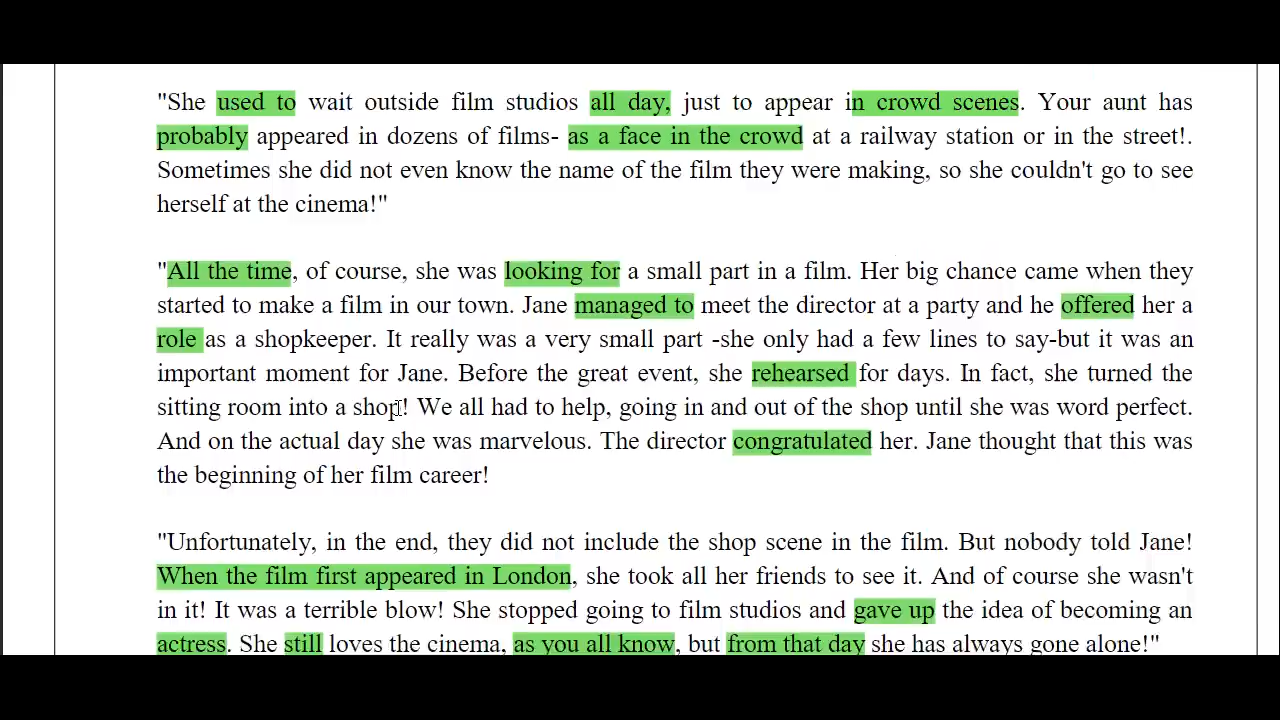 "She used to wait outside film studios all day, just to appear in crowd scenes. Your aunt has
probably appeared in dozens of films- as a face in the crowd at a railway station or in the street!.
Sometimes she did not even know the name of the film they were making, so she couldn't go to see
herself at the cinema!"
"All the time, of course, she was looking for a small part in a film. Her big chance came when they
started to make a film in our town. Jane managed to meet the director at a party and he offered her a
role as a shopkeeper. It really was a very small part -she only had a few lines to say-but it was an
important moment for Jane. Before the great event, she rehearsed for days. In fact, she turned the
sitting room into a shop! We all had to help, going in and out of the shop until she was word perfect.
And on the actual day she was marvelous. The director congratulated her. Jane thought that this was
the beginning of her film career!
"Unfortunately, in the end, they did not include the shop scene in the film. But nobody told Jane!
When the film first appeared in London, she took all her friends to see it. And of course she wasn't
in it! It was a terrible blow! She stopped going to film studios and gave up the idea of becoming an
actress. She still loves the cinema, as you all know, but from that day she has always gone alone!"